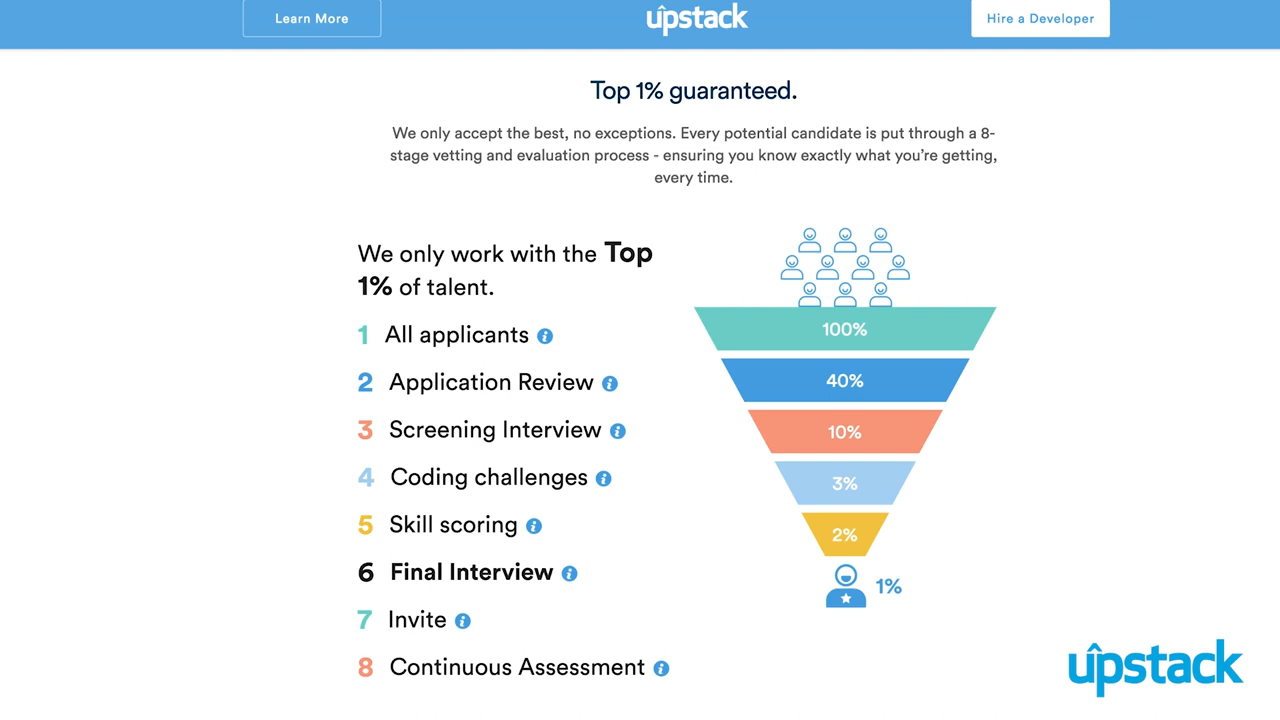 Learn More
upstack
Hire a Developer
Top 1% guaranteed.
We only accept the best, no exceptions. Every potential candidate is put through a 8-
stage vetting and evaluation process - ensuring you know exactly what you're getting,
every time.
We only work with the Top
1% of talent.
1 All applicants i
2 Application Review i
3 Screening Interview i
4 Coding challenges i
5 Skill scoring i
6 Final Interview i
7 Invite i
8 Continuous Assessment i
100%
40%
10%
3%
2%
1%
upstack